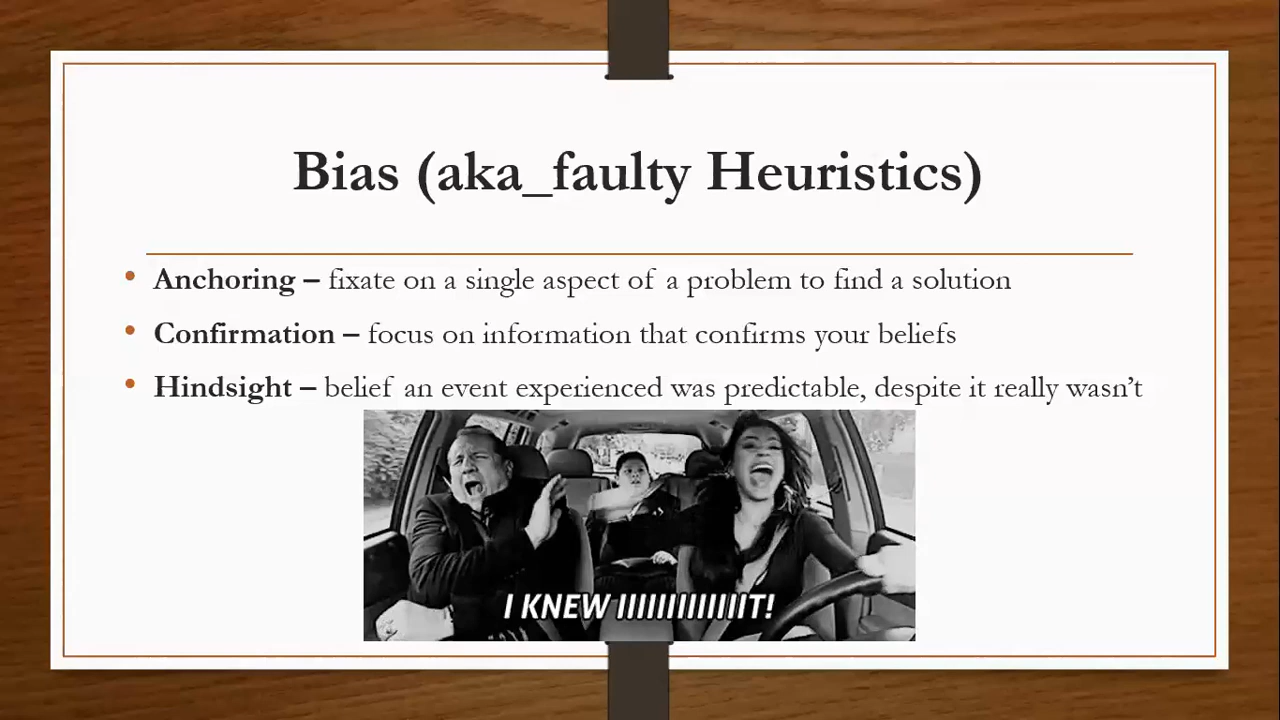 Bias (aka_faulty Heuristics)
• Anchoring – fixate on a single aspect of a problem to find a solution
• Confirmation – focus on information that confirms your beliefs
• Hindsight – belief an event experienced was predictable, despite it really wasn’t
I KNEW IIIIIIIIIIIIIT!